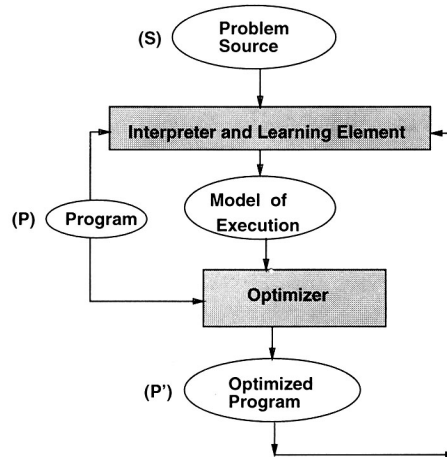 (S)
Problem
Source
Interpreter and Learning Element
(P)
Program
Model of
Execution
Optimizer
(P')
Optimized
Program